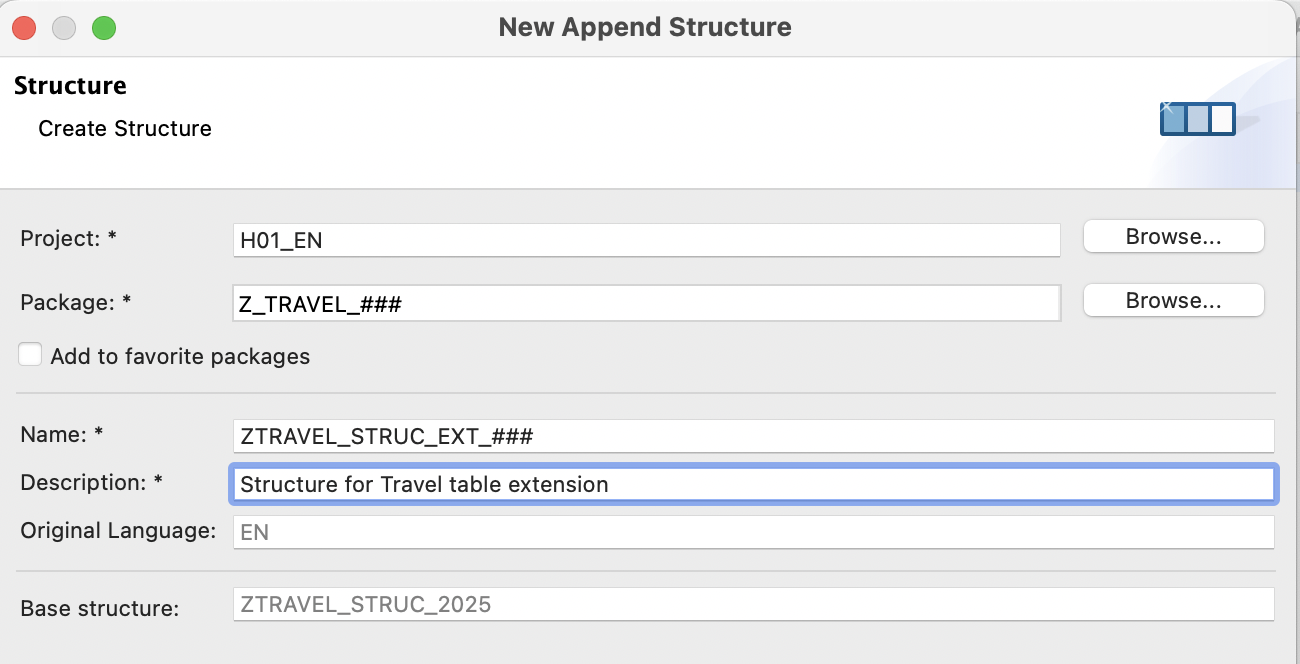 New Append Structure
Structure
Create Structure
Project: * H01_EN Browse...
Package: * Z_TRAVEL_### Browse...
Add to favorite packages
Name: * ZTRAVEL_STRUC_EXT_###
Description: * Structure for Travel table extension
Original Language: EN
Base structure: ZTRAVEL_STRUC_2025